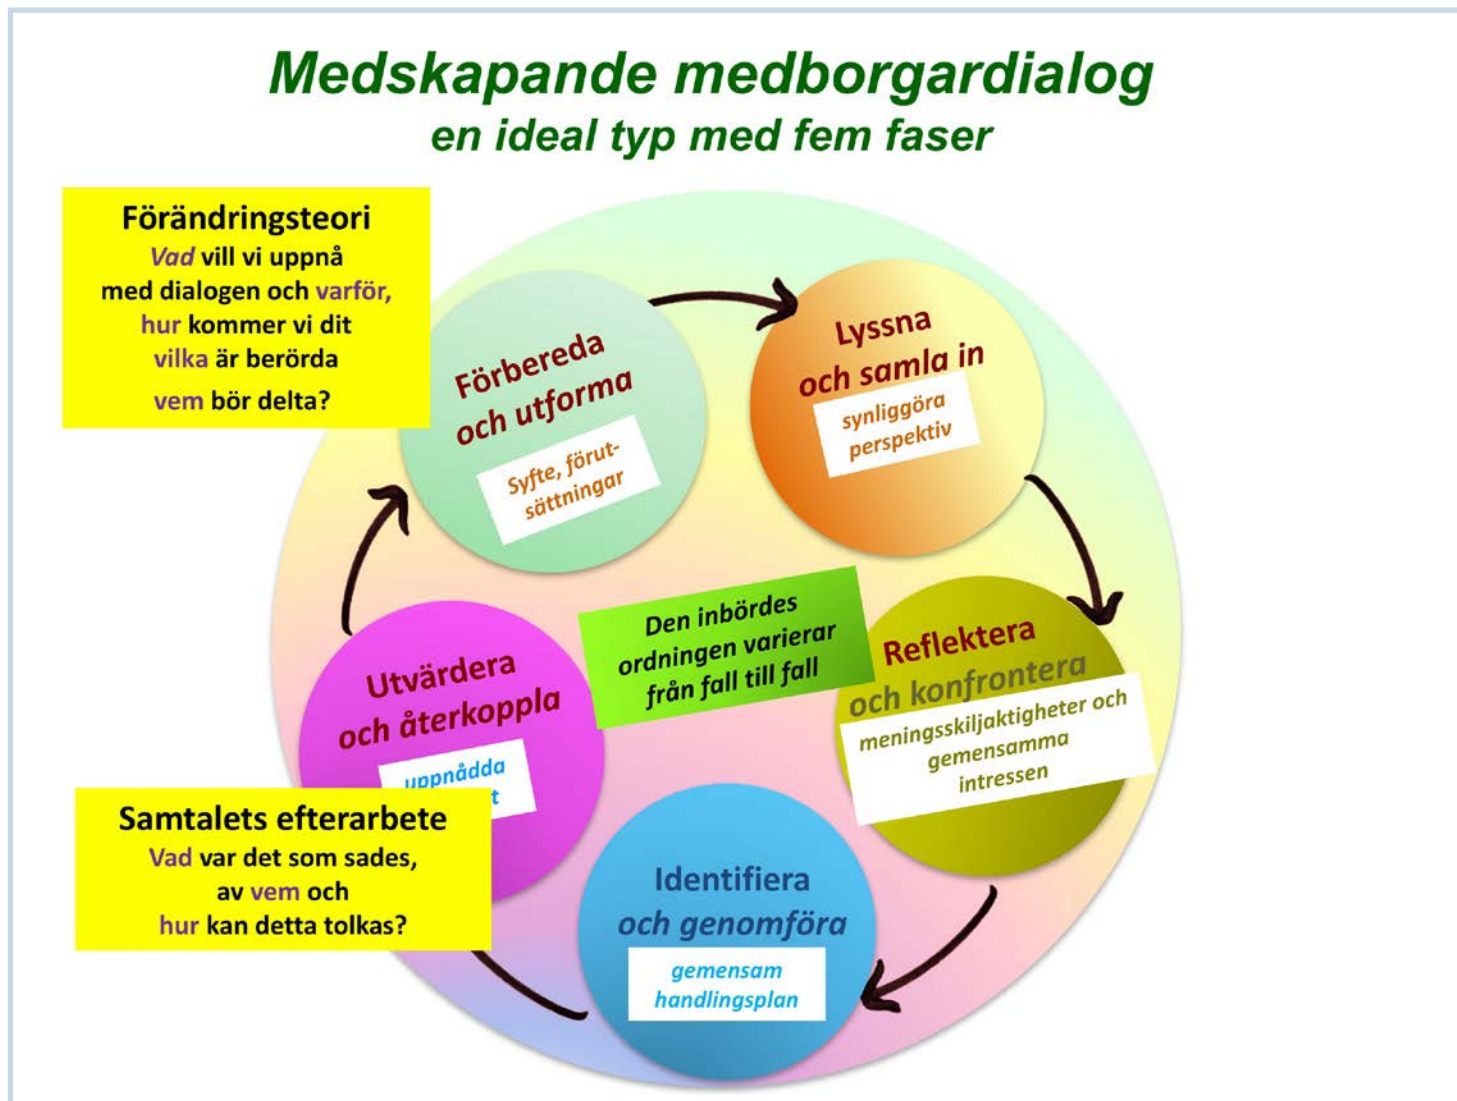 Medskapande medborgardialog
en ideal typ med fem faser
Förändringsteori
Vad vill vi uppnå
med dialogen och varför,
hur kommer vi dit
vilka är berörda
vem bör delta?
Förbereda
och utforma
Syfte, förut-
sättningar
Lyssna
och samla in
synliggöra
perspektiv
Reflektera
och konfrontera
meningsskiljaktigheter och
gemensamma
intressen
Den inbördes
ordningen varierar
från fall till fall
Identifiera
och genomföra
gemensam
handlingsplan
Utvärdera
och återkoppla
uppnådda
Samtalets efterarbete
Vad var det som sades,
av vem och
hur kan detta tolkas?